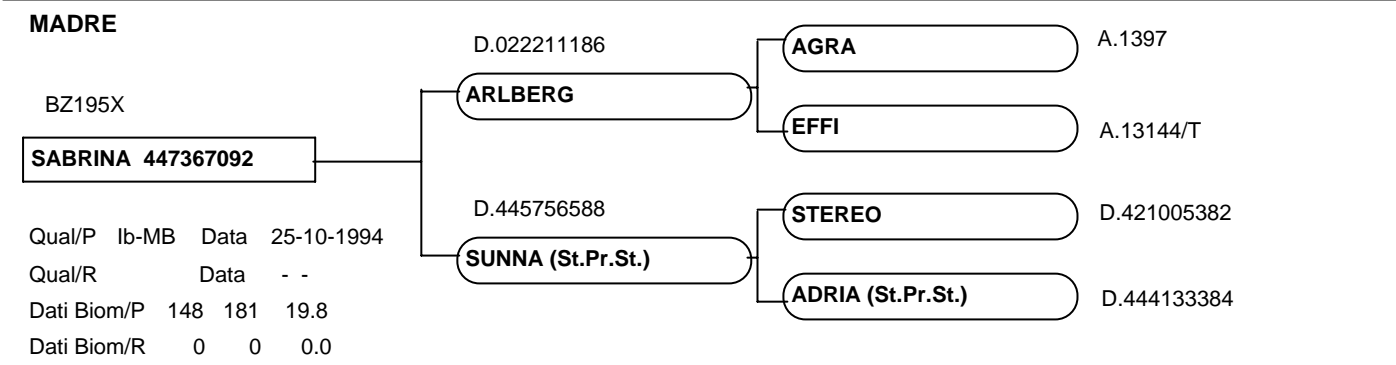 MADRE
BZ195X
SABRINA 447367092
Qual/P Ib-MB Data 25-10-1994
Qual/R Data - -
Dati Biom/P 148 181 19.8
Dati Biom/R 0 0 0.0
D.022211186
ARLBERG
D.445756588
SUNNA (St.Pr.St.)
AGRA A.1397
EFFI A.13144/T
STEREO D.421005382
ADRIA (St.Pr.St.) D.444133384